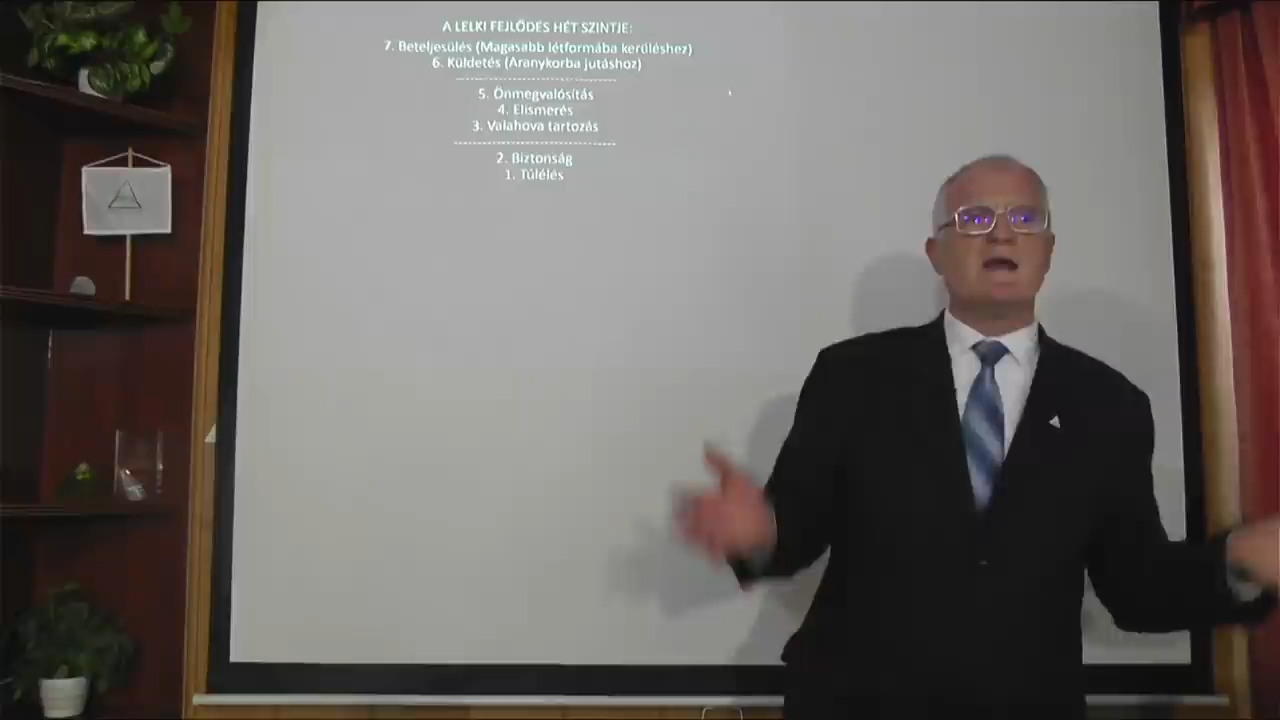 A LELKI FEJLŐDÉS HÉT SZINTJE:
7. Beteljesülés (Magasabb létformába kerüléshez)
6. Küldetés (Aranykorba jutáshoz)
5. Önmegvalósítás
4. Elismerés
3. Valahova tartozás
2. Biztonság
1. Túlélés